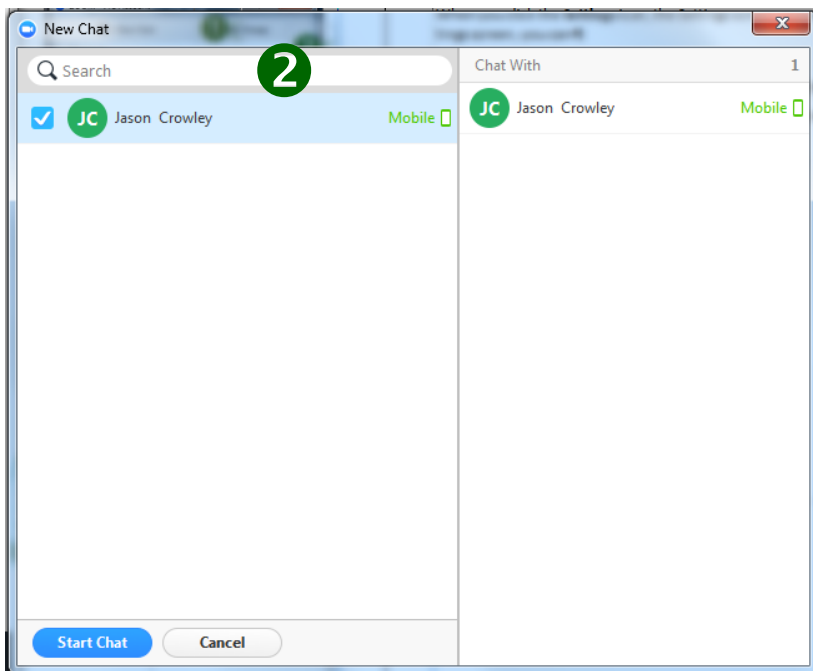 New Chat
X
Search
2
JC Jason Crowley Mobile
Start Chat Cancel
Chat With 1
JC Jason Crowley Mobile